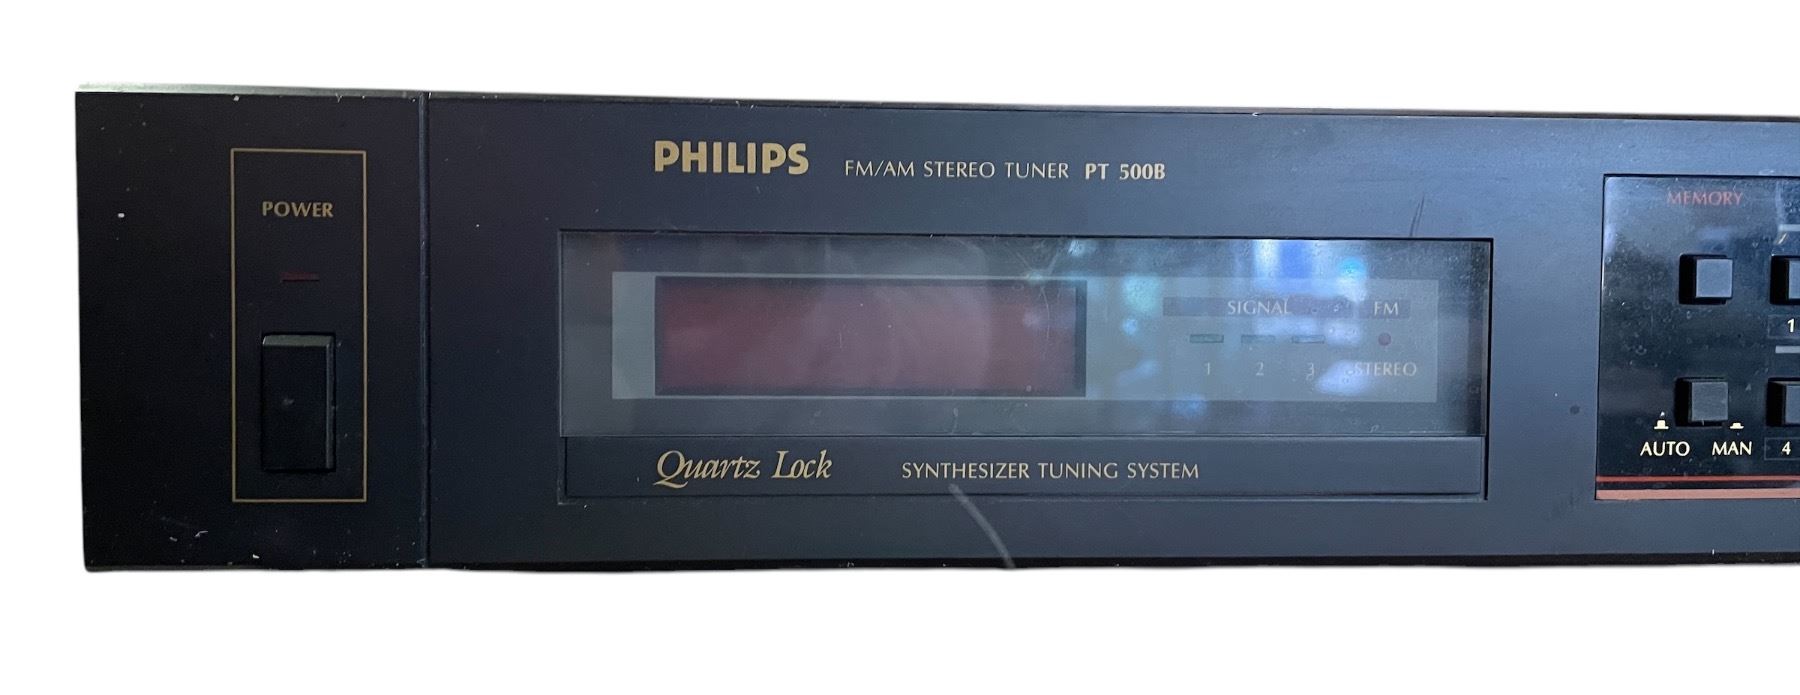 POWER
PHILIPS FM/AM STEREO TUNER PT 500B
SIGNAL FM
1 2 3 STEREO
Quartz Lock SYNTHESIZER TUNING SYSTEM
MEMORY
1
AUTO MAN 4